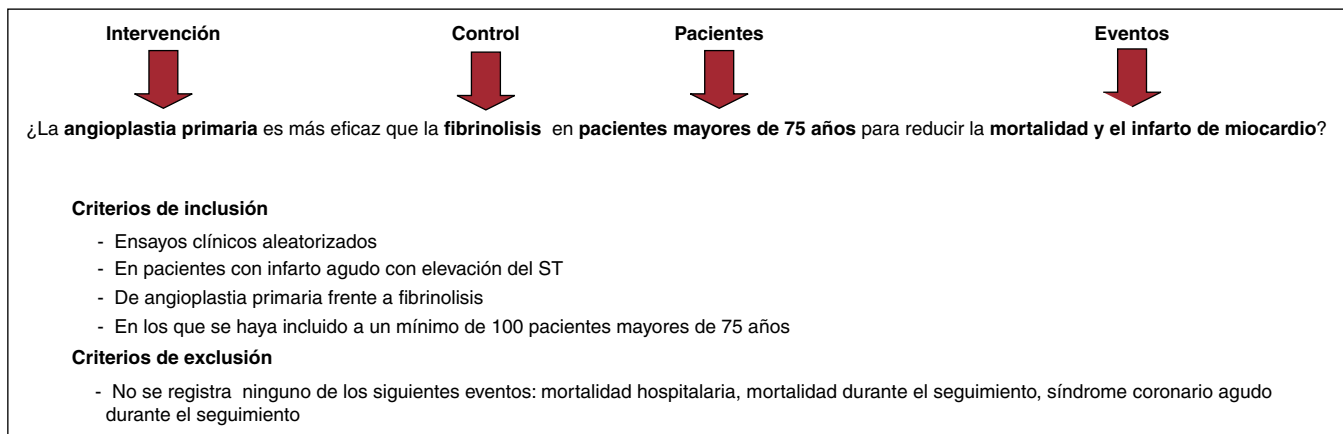 Intervención Control Pacientes Eventos
¿La angioplastia primaria es más eficaz que la fibrinolisis en pacientes mayores de 75 años para reducir la mortalidad y el infarto de miocardio?
Criterios de inclusión
- Ensayos clínicos aleatorizados
- En pacientes con infarto agudo con elevación del ST
- De angioplastia primaria frente a fibrinolisis
- En los que se haya incluido a un mínimo de 100 pacientes mayores de 75 años
Criterios de exclusión
- No se registra ninguno de los siguientes eventos: mortalidad hospitalaria, mortalidad durante el seguimiento, síndrome coronario agudo
durante el seguimiento